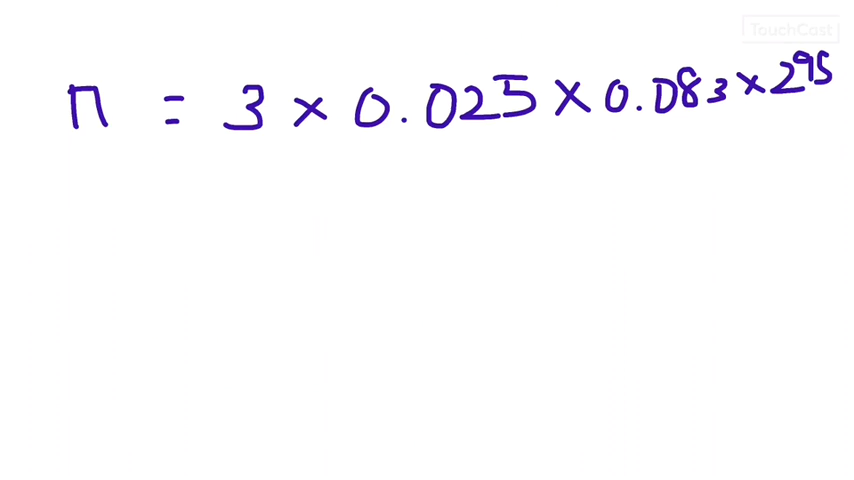 TouchCast
π = 3 × 0.025 × 0.083 × 295